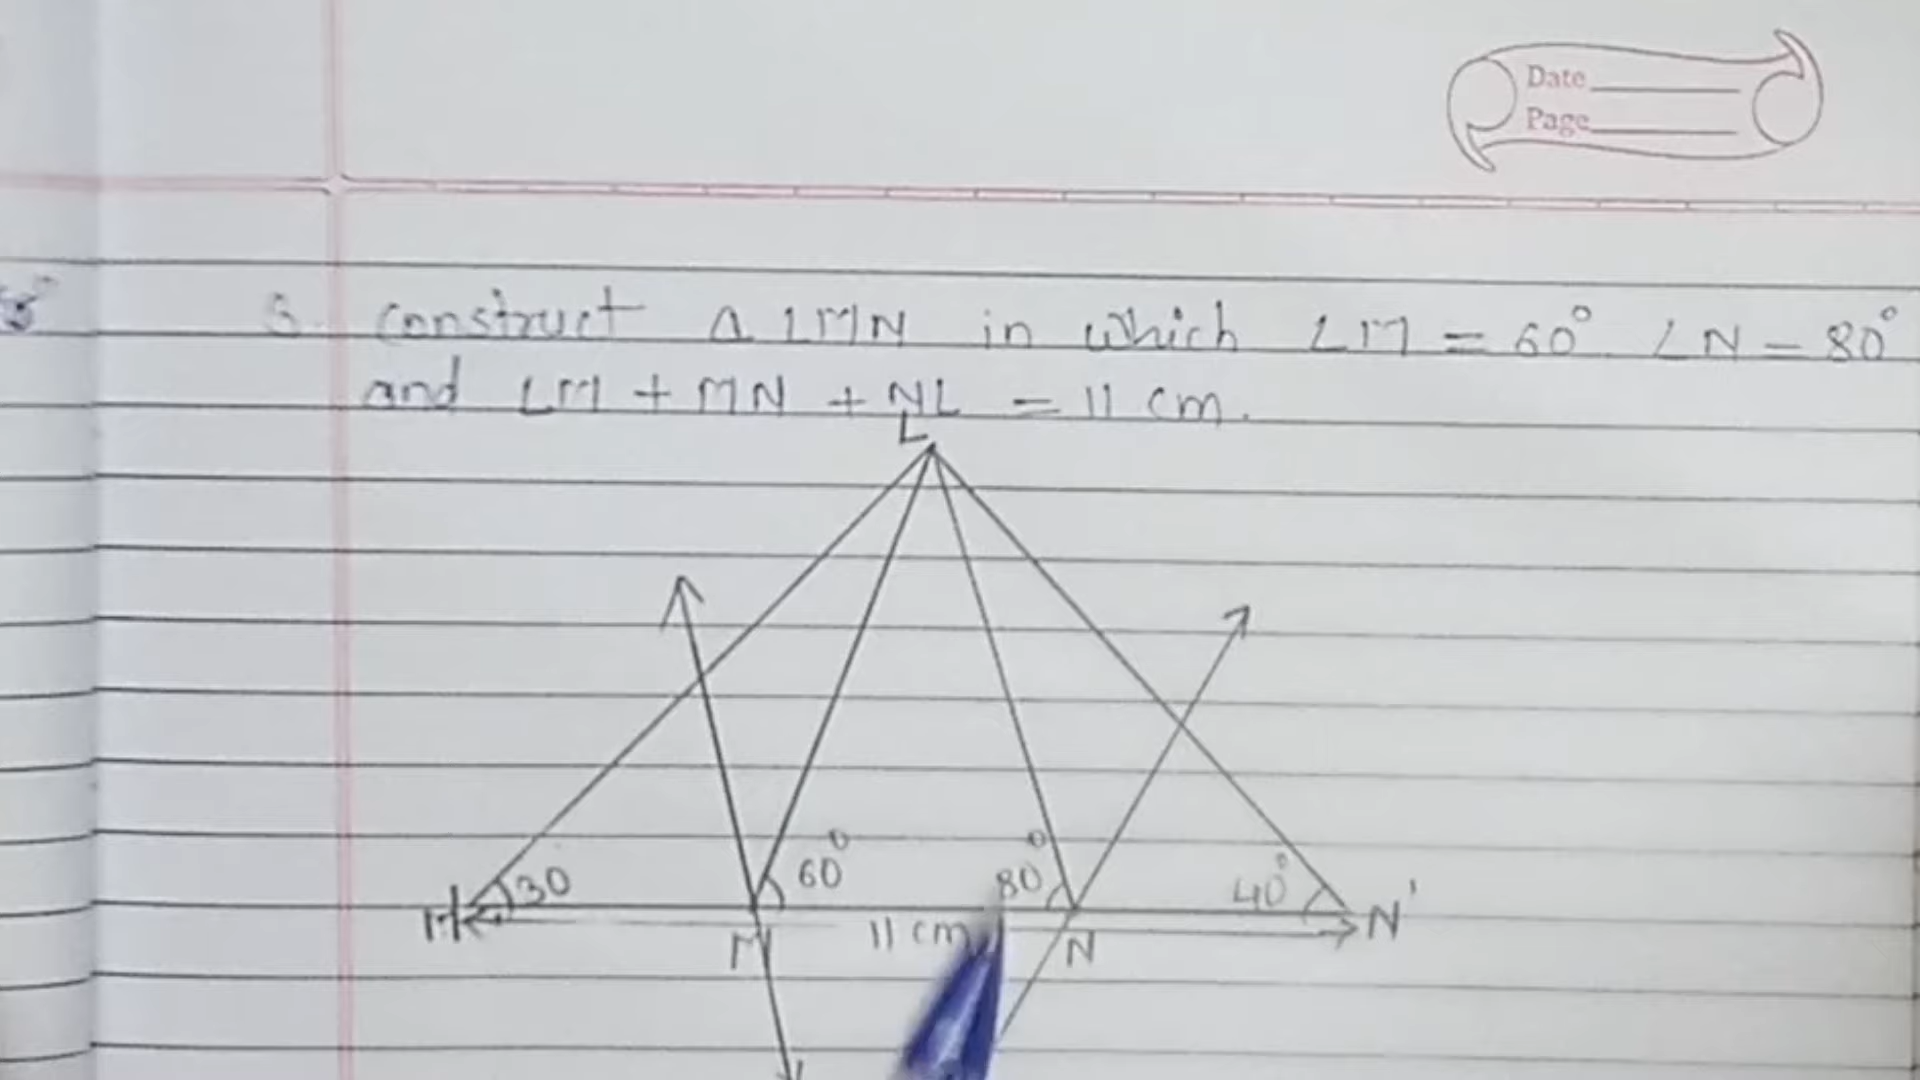 Date
Page
3. construct Δ LMN in which ∠M = 60° ∠N = 80°
and LM + MN + NL = 11 cm.
L
30 60° 80° 40°
M' N'
M 11 cm N